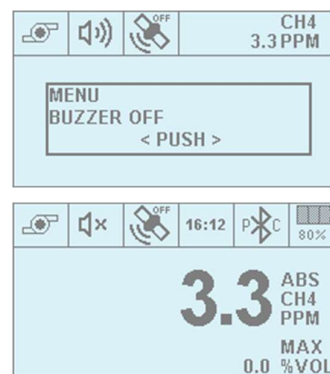 OFF
CH4
3.3 PPM
MENU
BUZZER OFF
< PUSH >
OFF
16:12
P C
80%
3.3 ABS
CH4
PPM
MAX
0.0 %VOL